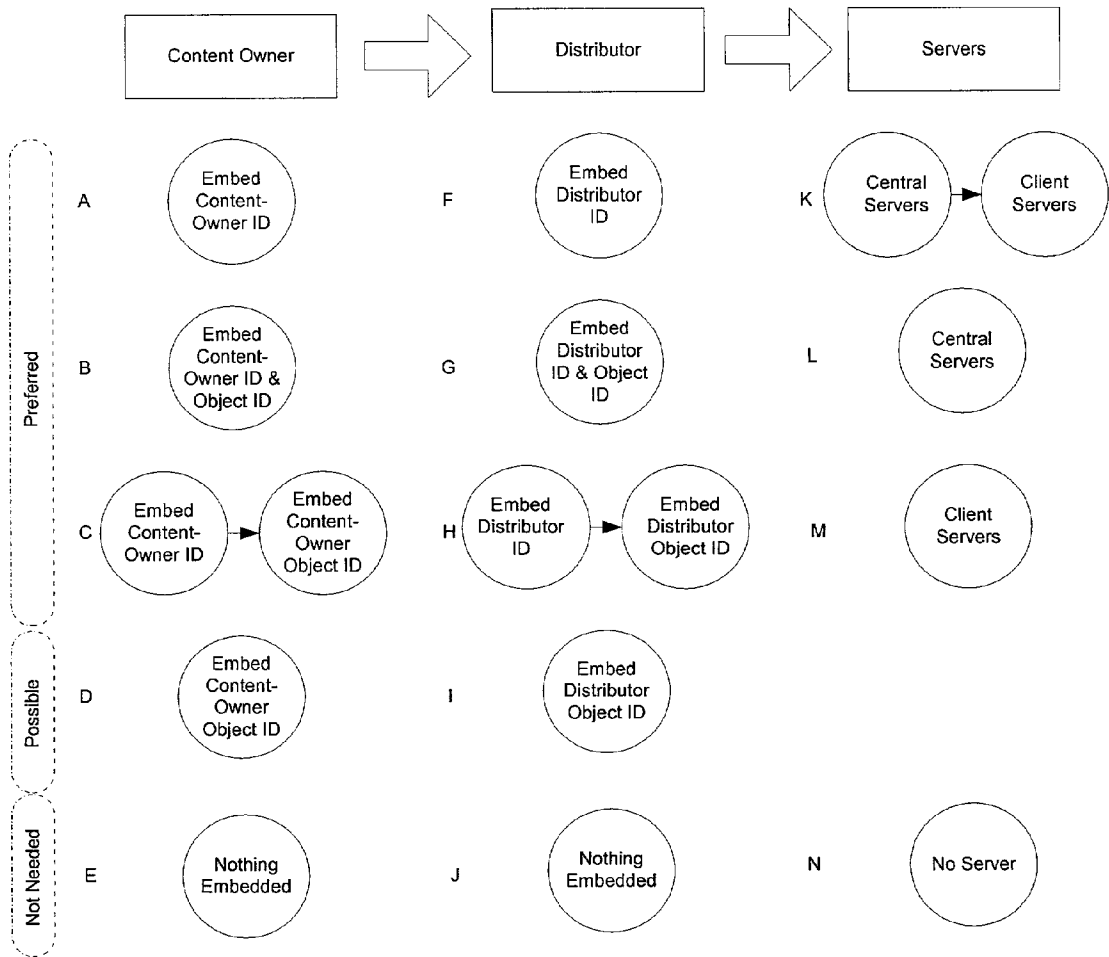 Content Owner
Distributor
Servers
Preferred
A
Embed
Content-
Owner ID
F
Embed
Distributor
ID
K
Central
Servers
Client
Servers
B
Embed
Content-
Owner ID &
Object ID
G
Embed
Distributor
ID & Object
ID
L
Central
Servers
C
Embed
Content-
Owner ID
Embed
Content-
Owner
Object ID
H
Embed
Distributor
ID
Embed
Distributor
Object ID
M
Client
Servers
Possible
D
Embed
Content-
Owner
Object ID
I
Embed
Distributor
Object ID
Not Needed
E
Nothing
Embedded
J
Nothing
Embedded
N
No Server